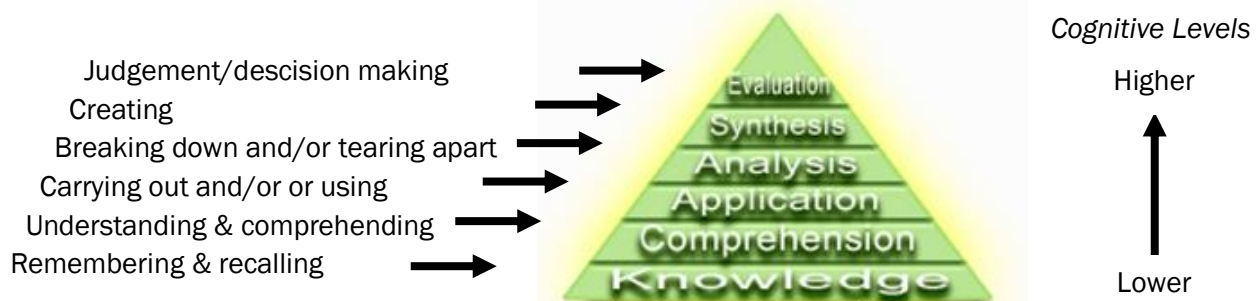 Cognitive Levels
Judgement/descision making
Evaluation
Higher
Creating
Synthesis
Breaking down and/or tearing apart
Analysis
Carrying out and/or or using
Application
Understanding & comprehending
Comprehension
Remembering & recalling
Knowledge
Lower